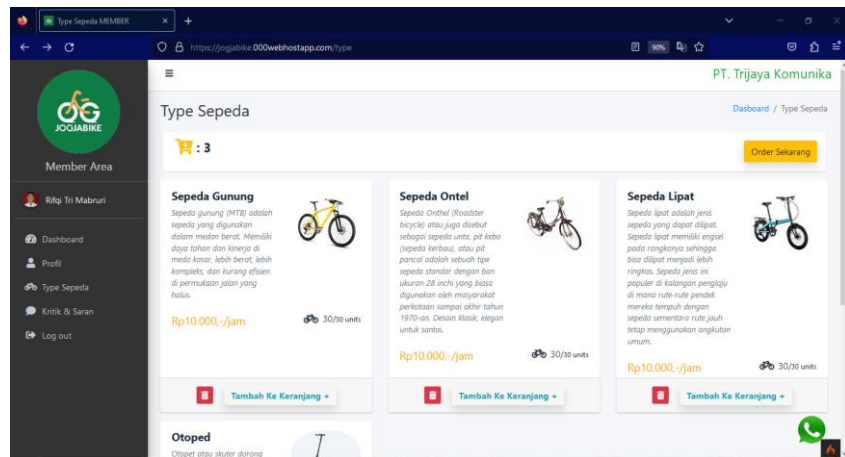 Type Sepeda MEMBER
https://jogjabike.000webhostapp.com/type
90%
PT. Trijaya Komunika
JOGJABIKE
Member Area
Rifqi Tri Mabruri
Dashboard
Profil
Type Sepeda
Kritik & Saran
Log out
Type Sepeda
Dasboard / Type Sepeda
: 3
Order Sekarang
Sepeda Gunung
Sepeda gunung (MTB) adalah
sepeda yang digunakan
dalam medan berat. Memiliki
daya tahan dan kinerja di
meda kasar, lebih berat, lebih
kompleks, dan kurang efisien
di permukaan jalan yang
halus.
Rp10.000,-/jam
30/30 units
Tambah Ke Keranjang +
Sepeda Ontel
Sepeda Onthel (Roadster
bicycle) atau juga disebut
sebagai sepeda unta, pit kebo
(sepeda kerbau), atau pit
pancal adalah sebuah tipe
sepeda standar dengan ban
ukuran 28 inchi yang biasa
digunakan oleh masyarakat
perkotaan sampai akhir tahun
1970-an. Desain klasik, elegan
untuk santai.
Rp10.000,-/jam
30/30 units
Tambah Ke Keranjang +
Sepeda Lipat
Sepeda lipat adalah jenis
sepeda yang dapat dilipat.
Sepeda lipat memiliki engsel
pada rangkanya sehingga
bisa dilipat menjadi lebih
ringkas. Sepeda jenis ini
populer di kalangan penglaju
di mana rute-rute pendek
mereka tempuh dengan
sepeda sementara rute jauh
tetap menggunakan angkutan
umum.
Rp10.000,-/jam
30/30 units
Tambah Ke Keranjang +
Otoped
Otopet atau skuter dorong